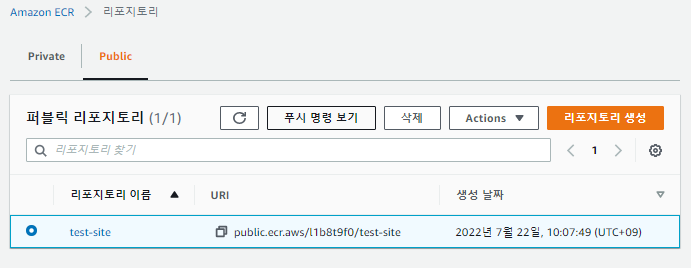 Amazon ECR > 리포지토리
Private Public
퍼블릭 리포지토리 (1/1) 푸시 명령 보기 삭제 Actions ▼ 리포지토리 생성
리포지토리 찾기 < 1 >
리포지토리 이름 ▲ URI 생성 날짜 ▽
test-site public.ecr.aws/l1b8t9f0/test-site 2022년 7월 22일, 10:07:49 (UTC+09)